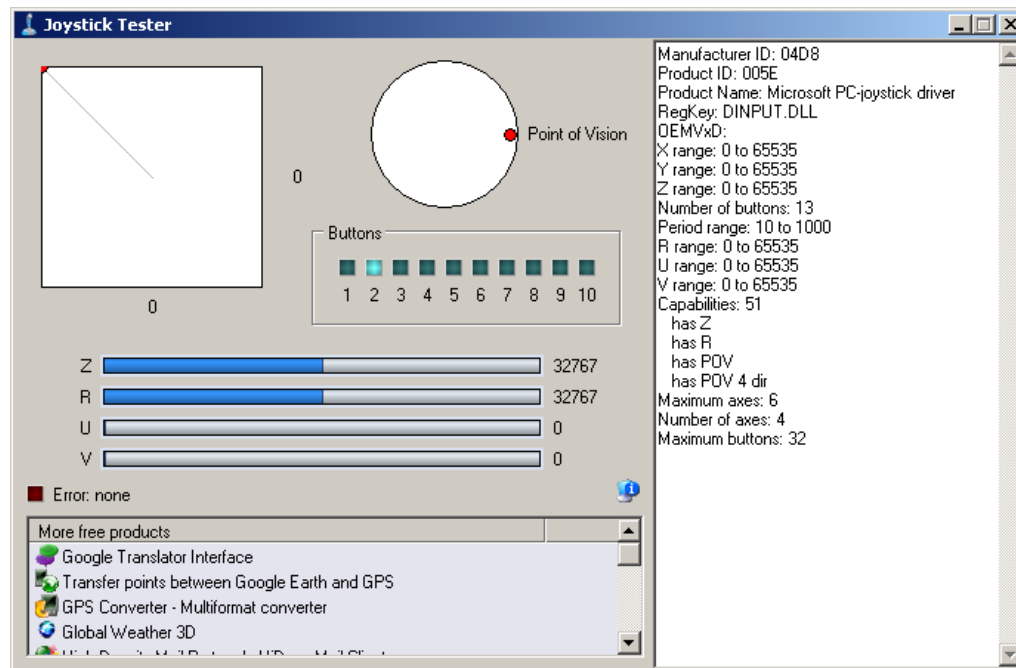 Joystick Tester
Point of Vision
0
0
Buttons
1 2 3 4 5 6 7 8 9 10
Z 32767
R 32767
U 0
V 0
Error: none
More free products
Google Translator Interface
Transfer points between Google Earth and GPS
GPS Converter - Multiformat converter
Global Weather 3D
Manufacturer ID: 04D8
Product ID: 005E
Product Name: Microsoft PC-joystick driver
RegKey: DINPUT.DLL
OEMVxD:
X range: 0 to 65535
Y range: 0 to 65535
Z range: 0 to 65535
Number of buttons: 13
Period range: 10 to 1000
R range: 0 to 65535
U range: 0 to 65535
V range: 0 to 65535
Capabilities: 51
has Z
has R
has POV
has POV 4 dir
Maximum axes: 6
Number of axes: 4
Maximum buttons: 32